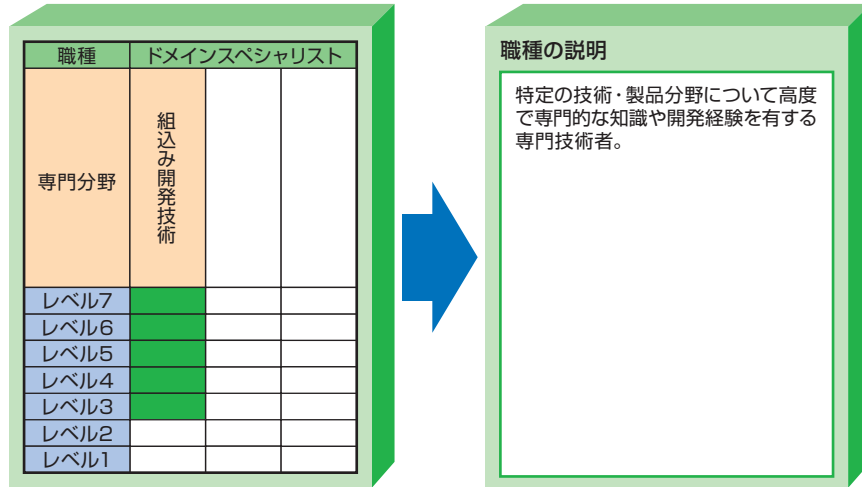 職種 ドメインスペシャリスト
専門分野 組込み開発技術
レベル7
レベル6
レベル5
レベル4
レベル3
レベル2
レベル1
職種の説明
特定の技術・製品分野について高度
で専門的な知識や開発経験を有する
専門技術者。